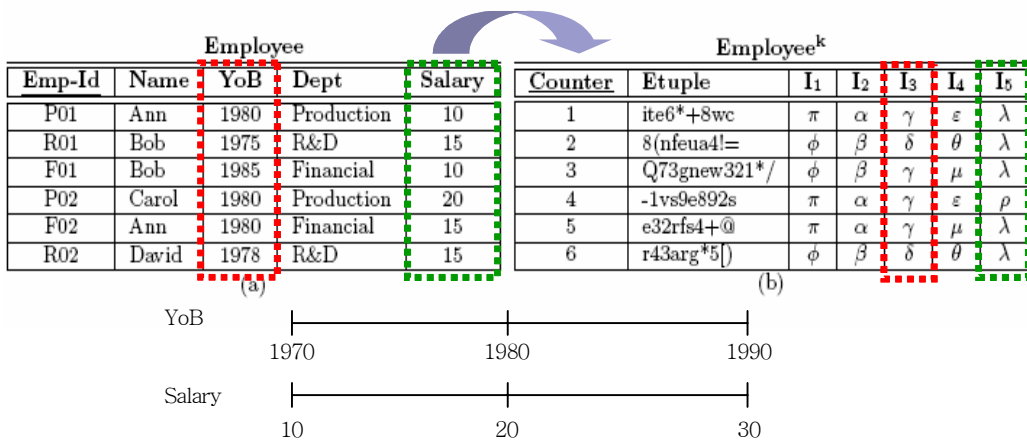 Employee
Emp-Id Name YoB Dept Salary
P01 Ann 1980 Production 10
R01 Bob 1975 R&D 15
F01 Bob 1985 Financial 10
P02 Carol 1980 Production 20
F02 Ann 1980 Financial 15
R02 David 1978 R&D 15
(a)
Employeeᵏ
Counter Etuple I₁ I₂ I₃ I₄ I₅
1 ite6*+8wc π α γ ε λ
2 8(nfeua4!= ϕ β δ θ λ
3 Q73gnew321*/ ϕ β γ μ λ
4 -1vs9e892s π α γ ε ρ
5 e32rfs4+@ π α γ μ λ
6 r43arg*5[) ϕ β δ θ λ
(b)
YoB
1970 1980 1990
Salary
10 20 30